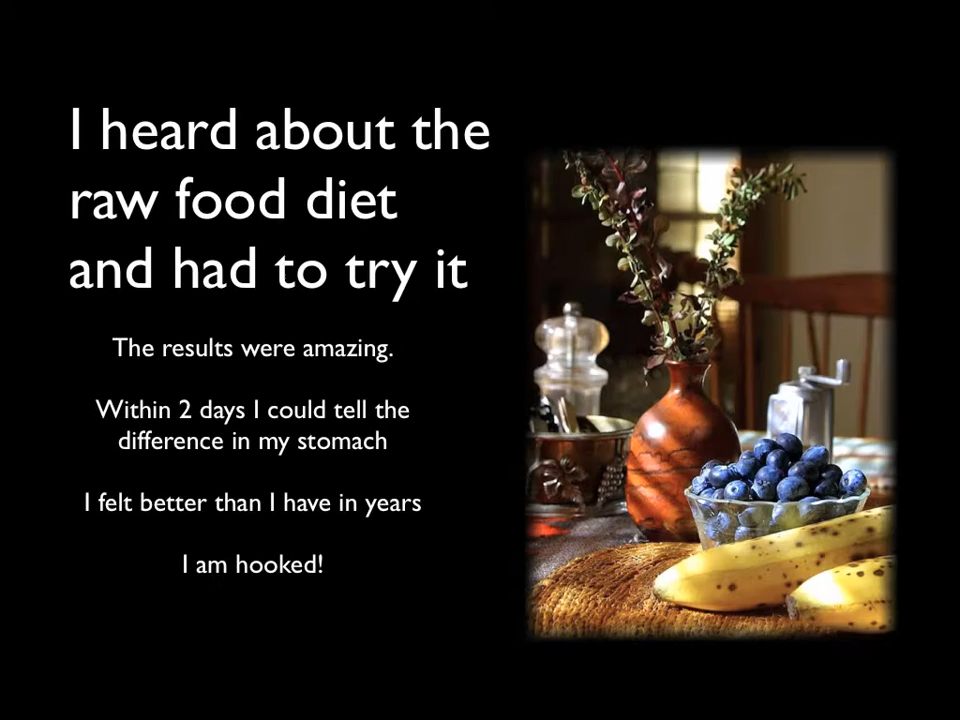 I heard about the
raw food diet
and had to try it
The results were amazing.
Within 2 days I could tell the
difference in my stomach
I felt better than I have in years
I am hooked!